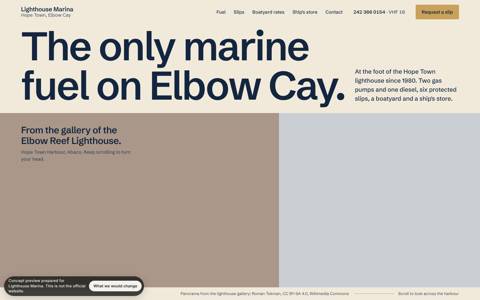 Lighthouse Marina
Hope Town, Elbow Cay
Fuel Slips Boatyard rates Ship's store Contact 242 366 0154 · VHF 16 Request a slip
The only marine
fuel on Elbow Cay.
At the foot of the Hope Town
lighthouse since 1980. Two gas
pumps and one diesel, six protected
slips, a boatyard and a ship's store.
From the gallery of the
Elbow Reef Lighthouse.
Hope Town Harbour, Abaco. Keep scrolling to turn
your head.
Concept preview prepared for
Lighthouse Marina. This is not the official
website.
What we would change
Panorama from the lighthouse gallery: Roman Tokman, CC BY-SA 4.0, Wikimedia Commons
Scroll to look across the harbour